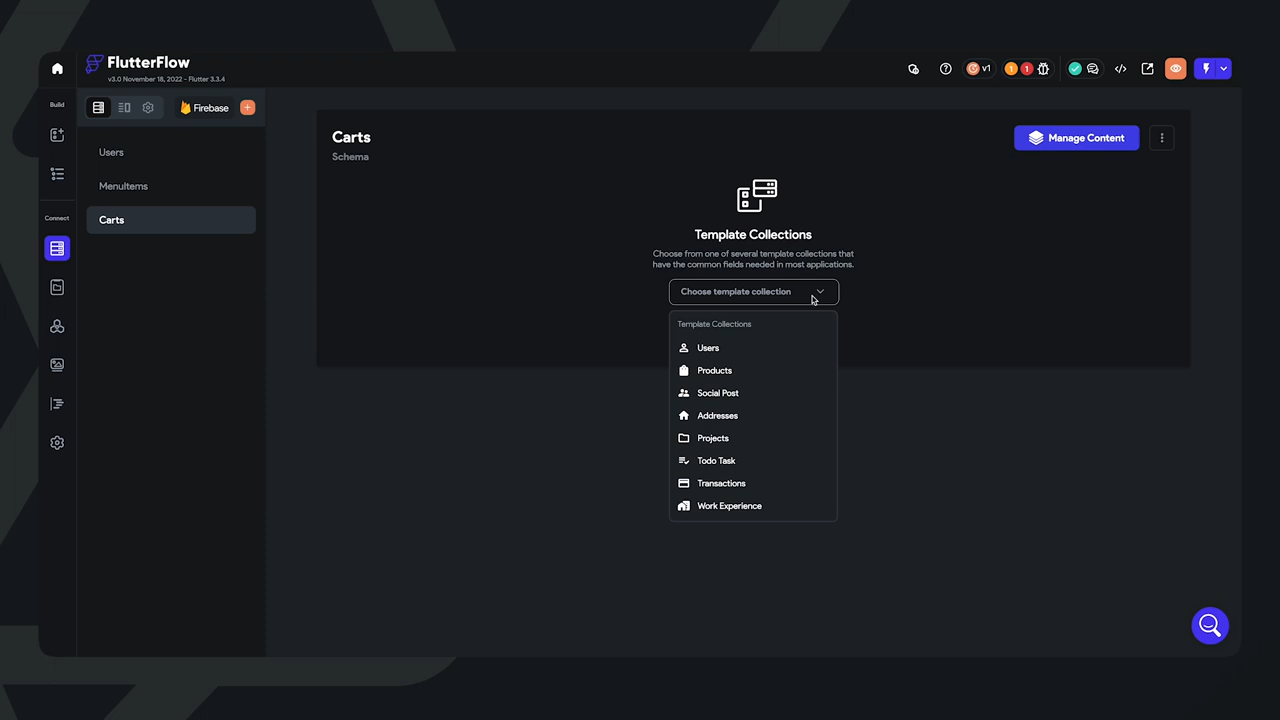 FlutterFlow
v3.0 November 18, 2022 - Flutter 3.3.4
v1
1
1
Build
Firebase
Users
MenuItems
Carts
Connect
Carts
Schema
Manage Content
Template Collections
Choose from one of several template collections that
have the common fields needed in most applications.
Choose template collection
Template Collections
Users
Products
Social Post
Addresses
Projects
Todo Task
Transactions
Work Experience